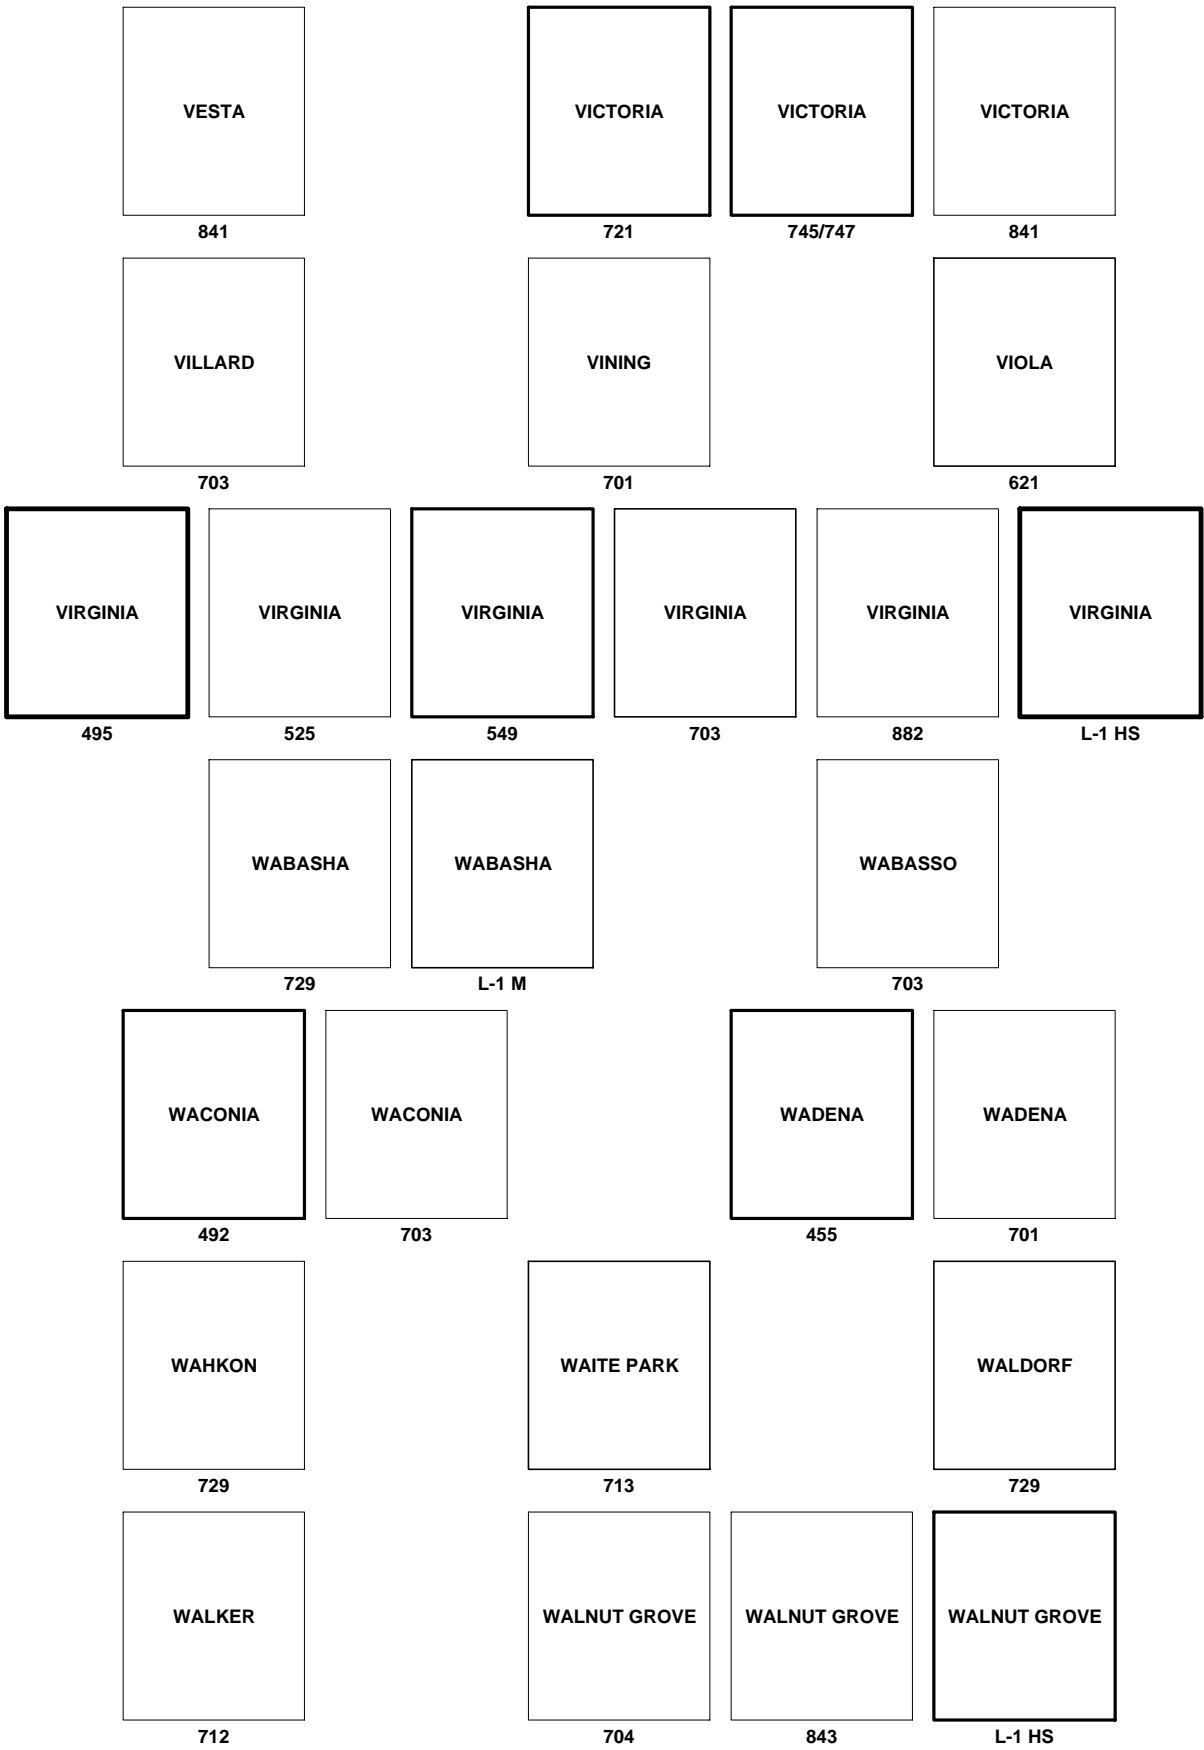 VESTA VICTORIA VICTORIA VICTORIA
841 721 745/747 841
VILLARD VINING VIOLA
703 701 621
VIRGINIA VIRGINIA VIRGINIA VIRGINIA VIRGINIA VIRGINIA
495 525 549 703 882 L-1 HS
WABASHA WABASHA WABASSO
729 L-1 M 703
WACONIA WACONIA WADENA WADENA
492 703 455 701
WAHKON WAITE PARK WALDORF
729 713 729
WALKER WALNUT GROVE WALNUT GROVE WALNUT GROVE
712 704 843 L-1 HS